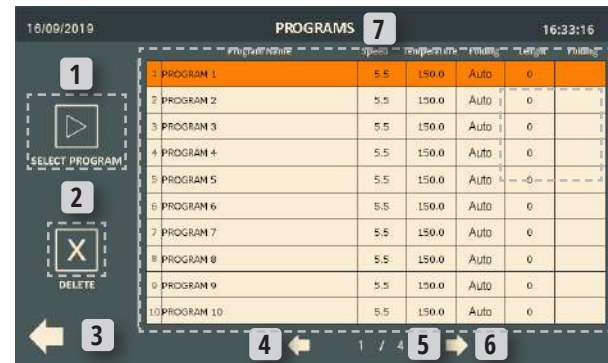 16/09/2019 PROGRAMS 7 16:33:16
Program Name Speed Temperature Folding Lenght Folding
1
SELECT PROGRAM
2
DELETE
3
1 PROGRAM 1 5.5 150.0 Auto 0
2 PROGRAM 2 5.5 150.0 Auto 0
3 PROGRAM 3 5.5 150.0 Auto 0
4 PROGRAM 4 5.5 150.0 Auto 0
5 PROGRAM 5 5.5 150.0 Auto 0
6 PROGRAM 6 5.5 150.0 Auto 0
7 PROGRAM 7 5.5 150.0 Auto 0
8 PROGRAM 8 5.5 150.0 Auto 0
9 PROGRAM 9 5.5 150.0 Auto 0
10 PROGRAM 10 5.5 150.0 Auto 0
4 1 / 4 5 6